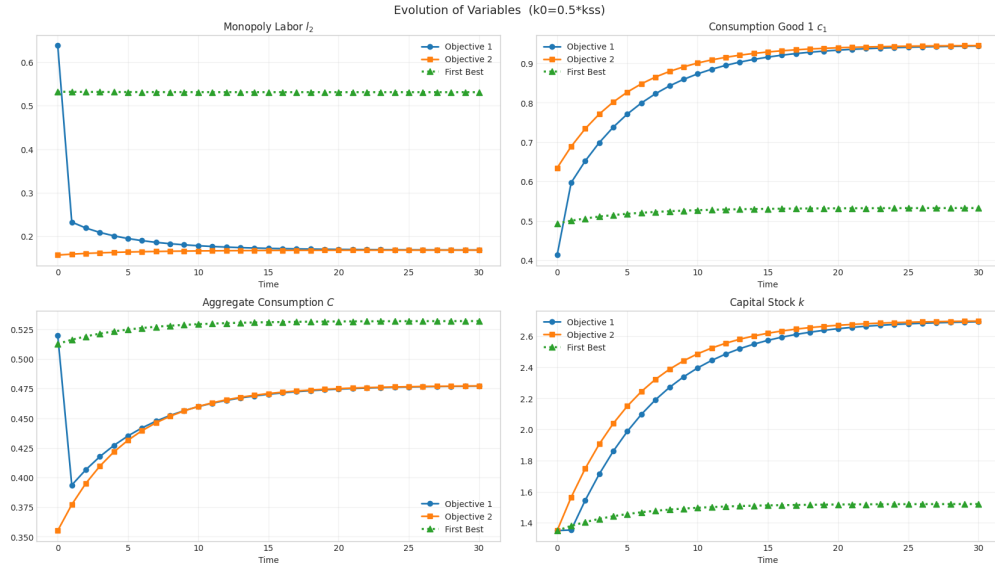 Evolution of Variables (k0=0.5*kss)
Monopoly Labor l₂
0.6
0.5
0.4
0.3
0.2
0
5
10
15
20
25
30
Time
Objective 1
Objective 2
First Best
Consumption Good 1 c₁
0.9
0.8
0.7
0.6
0.5
0.4
0
5
10
15
20
25
30
Time
Objective 1
Objective 2
First Best
Aggregate Consumption C
0.525
0.500
0.475
0.450
0.425
0.400
0.375
0.350
0
5
10
15
20
25
30
Time
Objective 1
Objective 2
First Best
Capital Stock k
2.6
2.4
2.2
2.0
1.8
1.6
1.4
0
5
10
15
20
25
30
Time
Objective 1
Objective 2
First Best